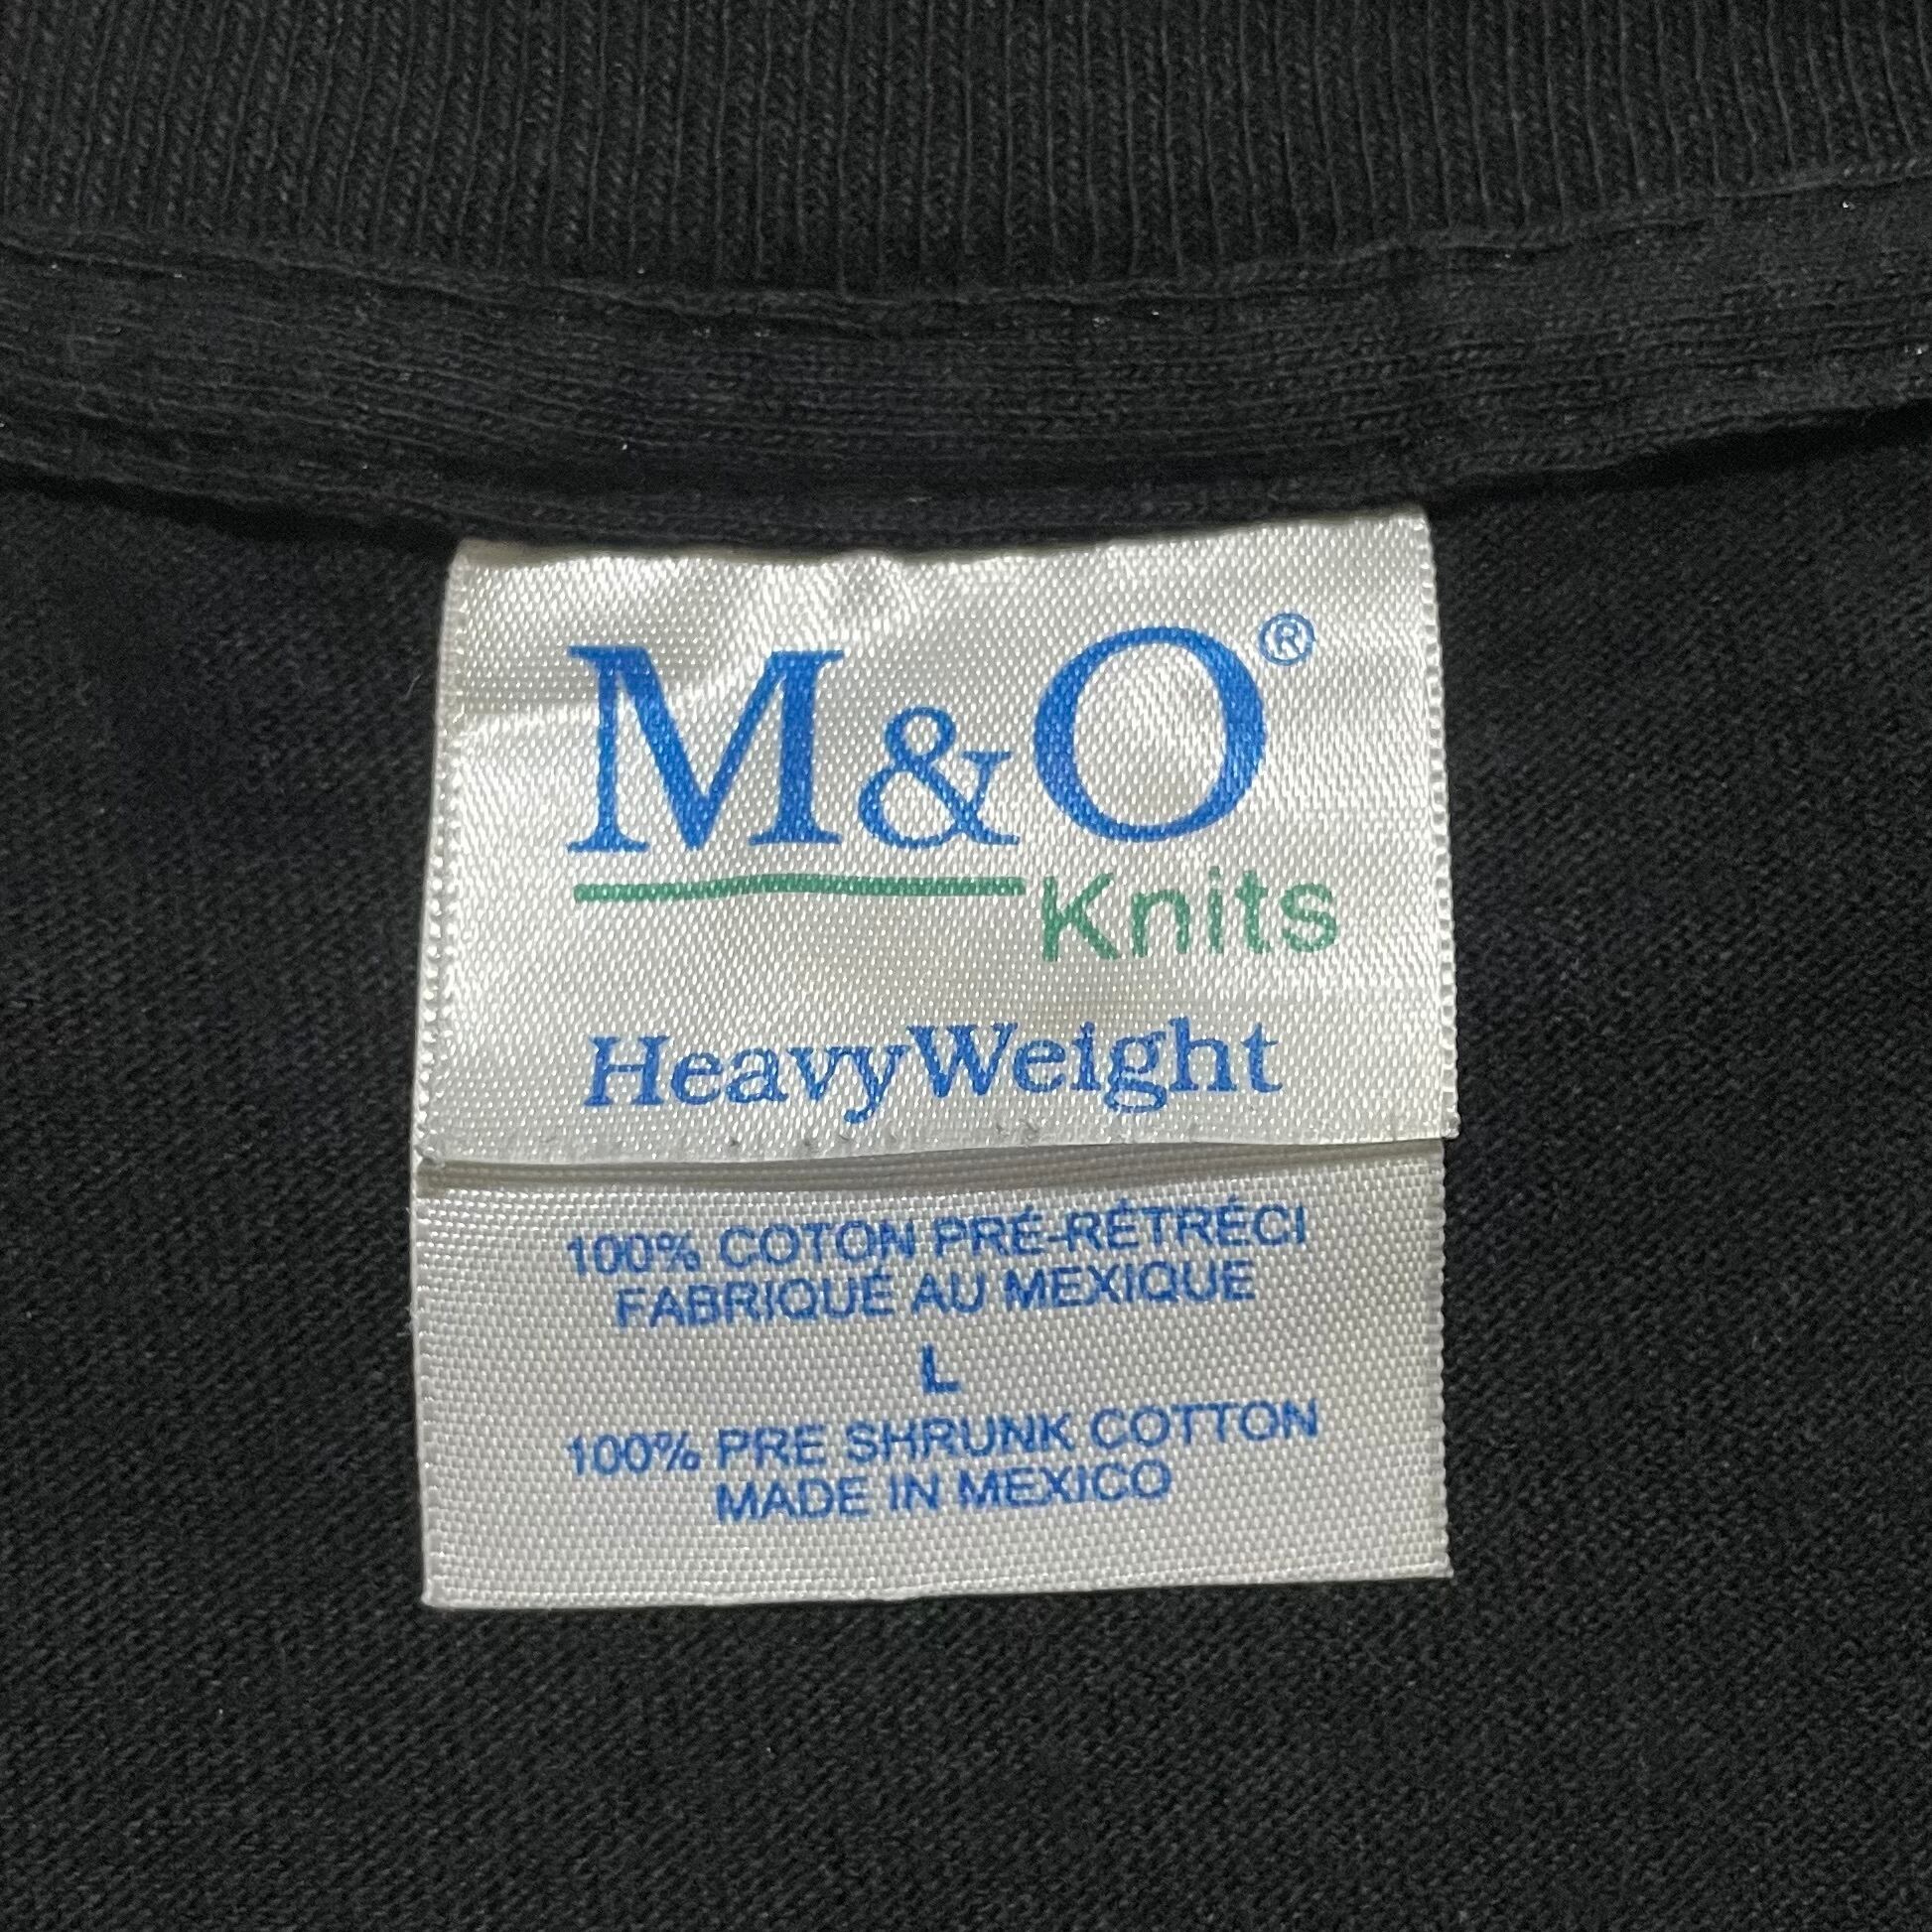 M&O®
Knits
HeavyWeight
100% COTON PRÉ-RÉTRÉCI
FABRIQUÉ AU MEXIQUE
L
100% PRE SHRUNK COTTON
MADE IN MEXICO